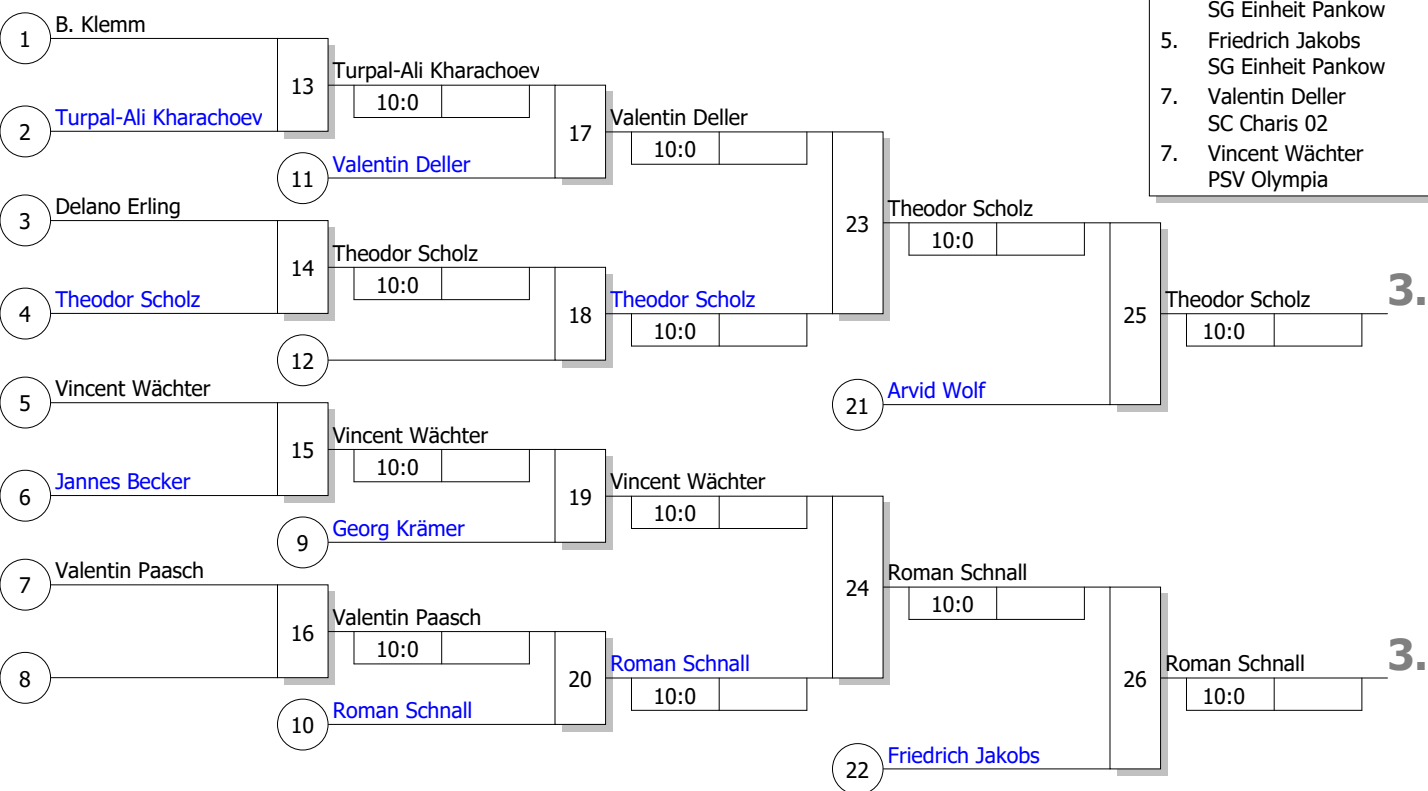 SG Einheit Pankow
5. Friedrich Jakobs
SG Einheit Pankow
7. Valentin Deller
SC Charis 02
7. Vincent Wächter
PSV Olympia
1 B. Klemm
13
Turpal-Ali Kharachoev
10:0
2 Turpal-Ali Kharachoev
17
Valentin Deller
10:0
11 Valentin Deller
3 Delano Erling
14
Theodor Scholz
10:0
4 Theodor Scholz
18
Theodor Scholz
10:0
12
23
Theodor Scholz
10:0
25
Theodor Scholz
10:0
3.
21 Arvid Wolf
5 Vincent Wächter
15
Vincent Wächter
10:0
6 Jannes Becker
19
Vincent Wächter
10:0
9 Georg Krämer
7 Valentin Paasch
16
Valentin Paasch
10:0
8
20
Roman Schnall
10:0
10 Roman Schnall
24
Roman Schnall
10:0
26
Roman Schnall
10:0
3.
22 Friedrich Jakobs